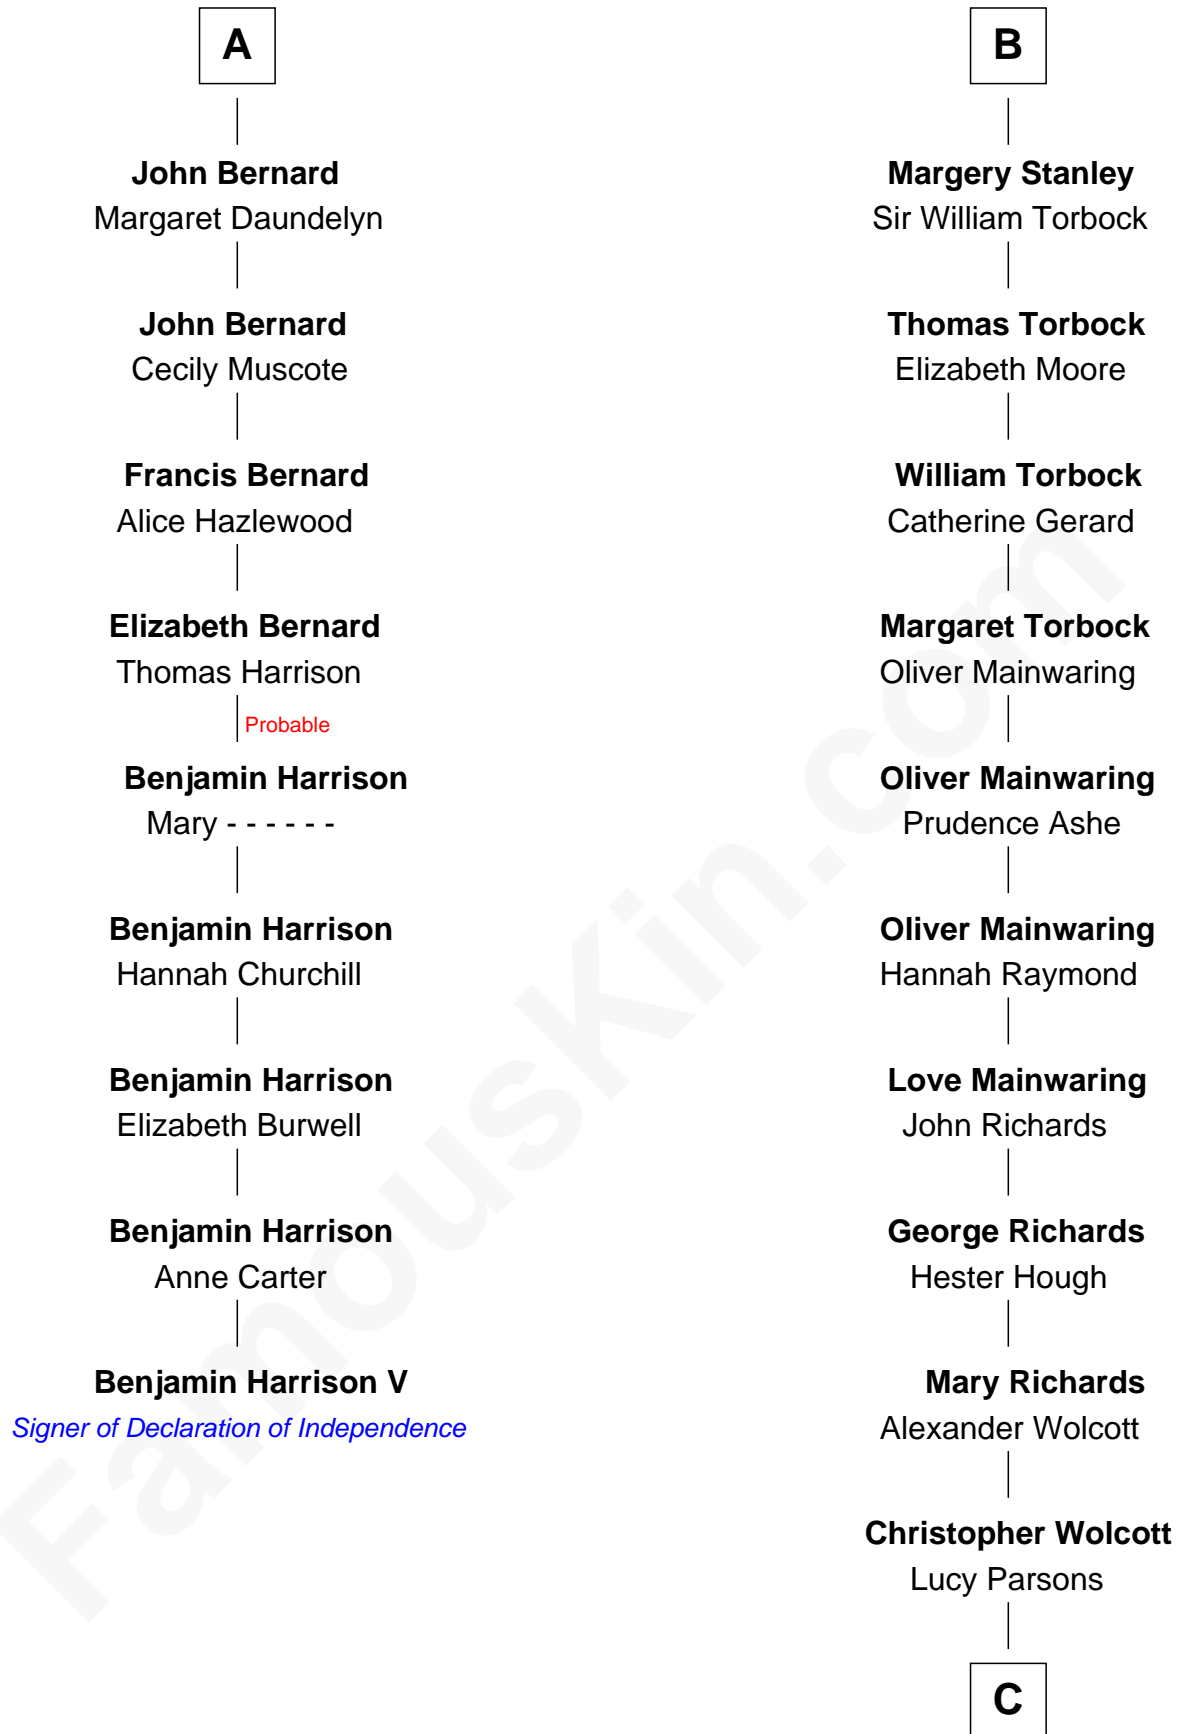 A
John Bernard
Margaret Daundelyn
John Bernard
Cecily Muscote
Francis Bernard
Alice Hazlewood
Elizabeth Bernard
Thomas Harrison
Probable
Benjamin Harrison
Mary - - - - - -
Benjamin Harrison
Hannah Churchill
Benjamin Harrison
Elizabeth Burwell
Benjamin Harrison
Anne Carter
Benjamin Harrison V
Signer of Declaration of Independence
B
Margery Stanley
Sir William Torbock
Thomas Torbock
Elizabeth Moore
William Torbock
Catherine Gerard
Margaret Torbock
Oliver Mainwaring
Oliver Mainwaring
Prudence Ashe
Oliver Mainwaring
Hannah Raymond
Love Mainwaring
John Richards
George Richards
Hester Hough
Mary Richards
Alexander Wolcott
Christopher Wolcott
Lucy Parsons
C
FamousKin.com